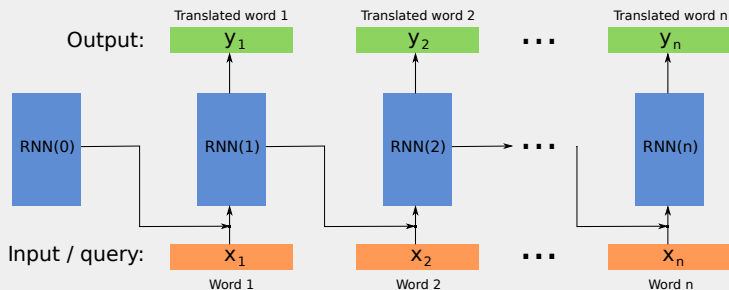 Translated word 1 Translated word 2 Translated word n
Output: y1 y2 ... yn
RNN(0) RNN(1) RNN(2) ... RNN(n)
Input / query: x1 x2 ... xn
Word 1 Word 2 Word n